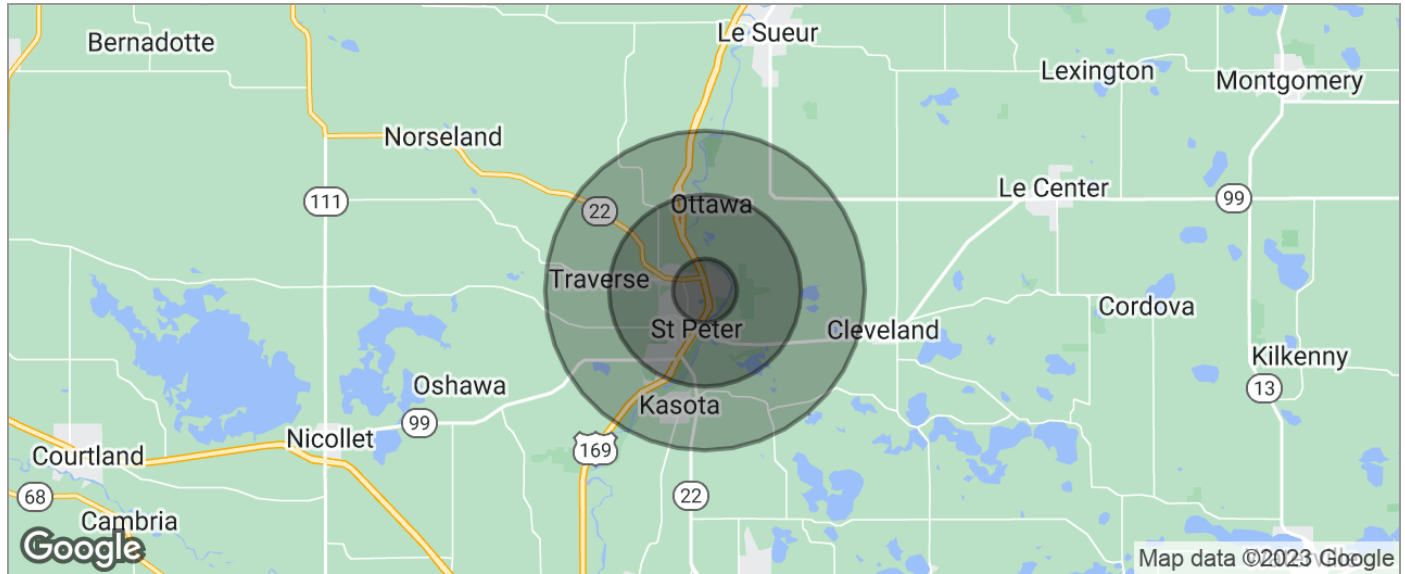 Le Sueur
Bernadotte
Lexington
Montgomery
Norseland
Le Center
111
22
Ottawa
99
Traverse
Cordova
St Peter
Cleveland
Kilkenny
Oshawa
13
Kasota
99
Nicollet
169
Courtland
68
22
Cambria
Google
Map data ©2023 Google